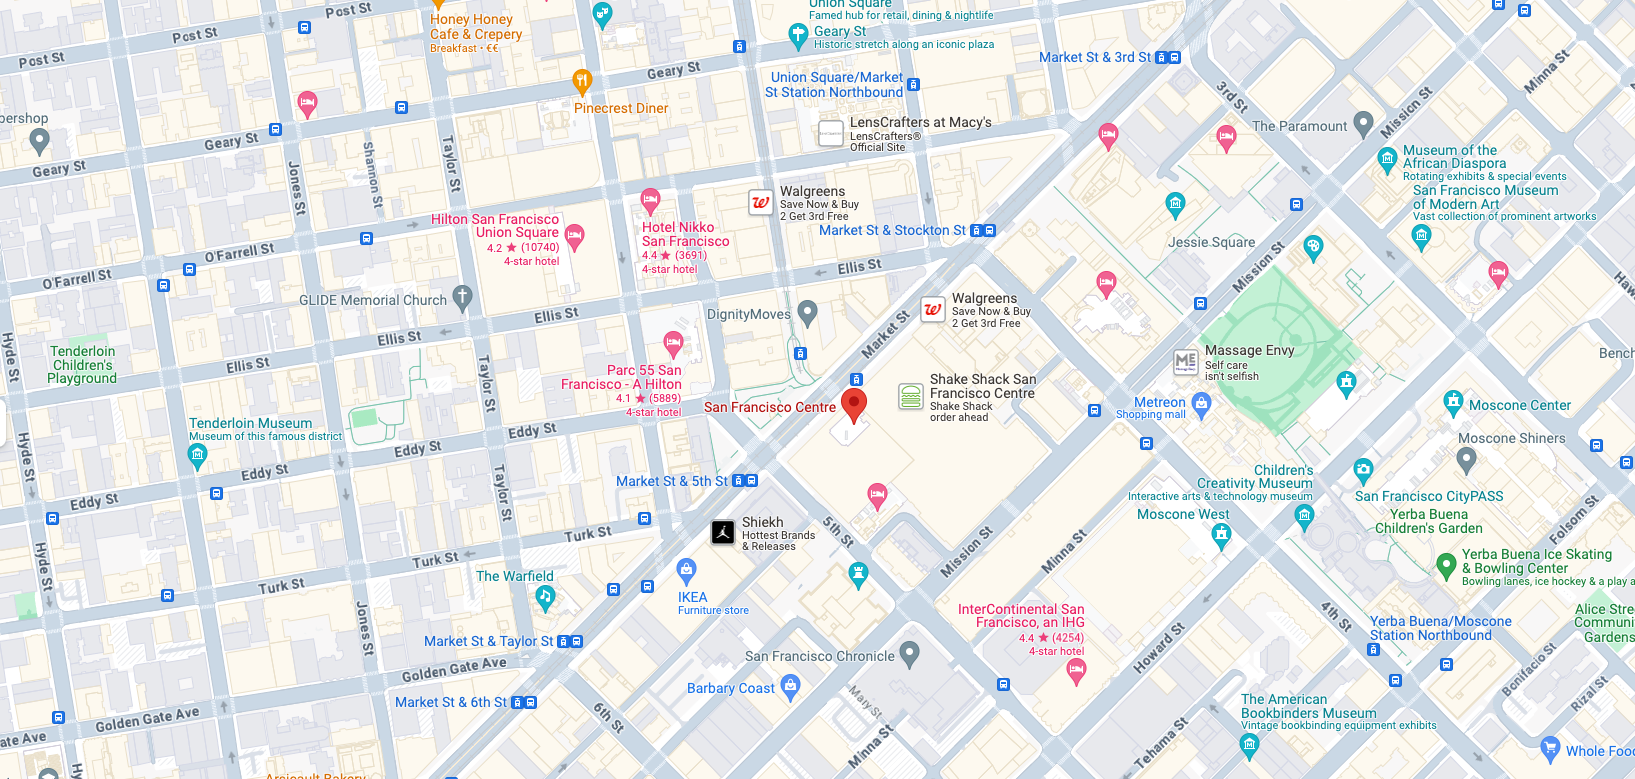 Post St
Post St
Post St
Honey Honey
Cafe & Crepery
Breakfast • €€
Union Square
Famed hub for retail, dining & nightlife
Geary St
Historic stretch along an iconic plaza
Market St & 3rd St
Minna St
Geary St
Union Square/Market
St Station Northbound
3rd St
Pinecrest Diner
The Paramount
Mission St
bershop
LensCrafters at Macy's
LensCrafters®
Official Site
Geary St
Geary St
Shannon St
Taylor St
Jones St
Museum of the
African Diaspora
Rotating exhibits & special events
San Francisco Museum
of Modern Art
Vast collection of prominent artworks
Walgreens
Save Now & Buy
2 Get 3rd Free
Hilton San Francisco
Union Square
4.2 ★ (10740)
4-star hotel
Hotel Nikko
San Francisco
4.4 ★ (3691)
4-star hotel
Market St & Stockton St
Jessie Square
Mission St
O'Farrell St
O'Farrell St
Ellis St
GLIDE Memorial Church
Ellis St
Ellis St
Ellis St
DignityMoves
Walgreens
Save Now & Buy
2 Get 3rd Free
Market St
Hyde St
Tenderloin
Children's
Playground
Taylor St
Parc 55 San
Francisco - A Hilton
4.1 ★ (5889)
4-star hotel
San Francisco Centre
Shake Shack San
Francisco Centre
Shake Shack
order ahead
ME
Massage Envy
Self care
isn't selfish
Metreon
Shopping mall
Moscone Center
Moscone Shiners
Tenderloin Museum
Museum of this famous district
Eddy St
Eddy St
Eddy St
Eddy St
Hyde St
Taylor St
Market St & 5th St
Children's
Creativity Museum
Interactive arts & technology museum
San Francisco CityPASS
Moscone West
Yerba Buena
Children's Garden
Folsom St
Shiekh
Hottest Brands
& Releases
5th St
Mission St
Minna St
Turk St
Turk St
Turk St
Hyde St
Yerba Buena Ice Skating
& Bowling Center
Bowling lanes, ice hockey & a play a
The Warfield
IKEA
Furniture store
Jones St
InterContinental San
Francisco, an IHG
4.4 ★ (4254)
4-star hotel
4th St
Yerba Buena/Moscone
Station Northbound
Alice Stree
Communi
Gardens
Market St & Taylor St
Howard St
San Francisco Chronicle
Golden Gate Ave
Barbary Coast
Mary St
Bonifacio St
Rizal St
Market St & 6th St
6th St
Golden Gate Ave
The American
Bookbinders Museum
Vintage bookbinding equipment exhibits
Minna St
Tehama St
Whole Food
ate Ave
Arsicault Bakery
Haw
Bench